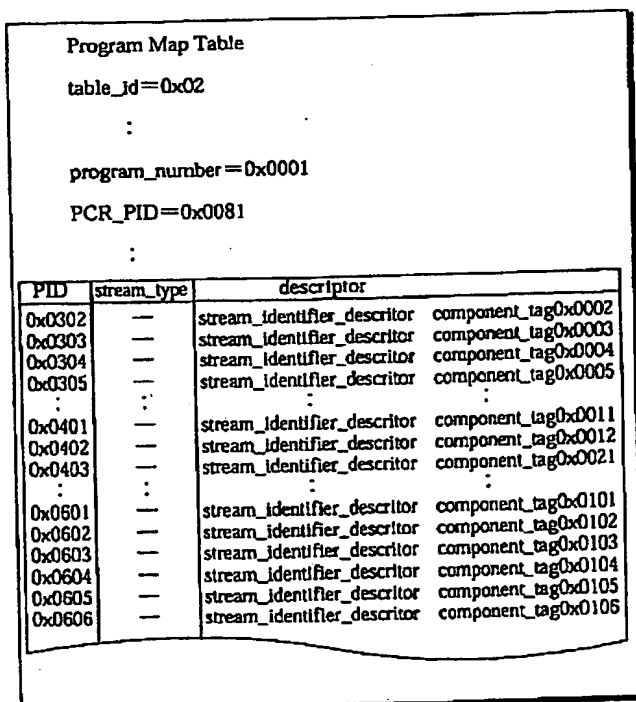 Program Map Table
table_id=0x02
:
program_number=0x0001
PCR_PID=0x0081
:
PID stream_type descriptor
0x0302 — stream_identifier_descritor component_tag0x0002
0x0303 — stream_identifier_descritor component_tag0x0003
0x0304 — stream_identifier_descritor component_tag0x0004
0x0305 — stream_identifier_descritor component_tag0x0005
: : : :
0x0401 — stream_identifier_descritor component_tag0x0011
0x0402 — stream_identifier_descritor component_tag0x0012
0x0403 — stream_identifier_descritor component_tag0x0021
: : : :
0x0601 — stream_identifier_descritor component_tag0x0101
0x0602 — stream_identifier_descritor component_tag0x0102
0x0603 — stream_identifier_descritor component_tag0x0103
0x0604 — stream_identifier_descritor component_tag0x0104
0x0605 — stream_identifier_descritor component_tag0x0105
0x0606 — stream_identifier_descritor component_tag0x0106